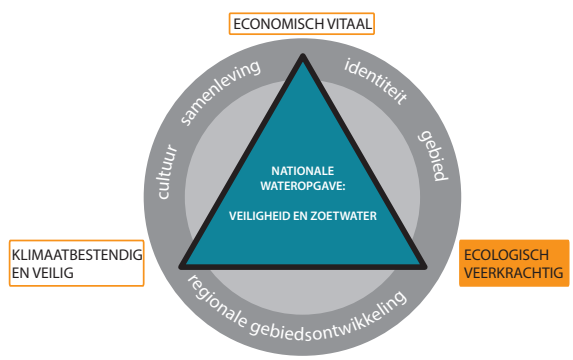 ECONOMISCH VITAAL
cultuur samenleving
identiteit gebied
NATIONALE
WATEROPGAVE:
VEILIGHEID EN ZOETWATER
KLIMAATBESTENDIG
EN VEILIG
ECOLOGISCH
VEERKRACHTIG
regionale gebiedsontwikkeling